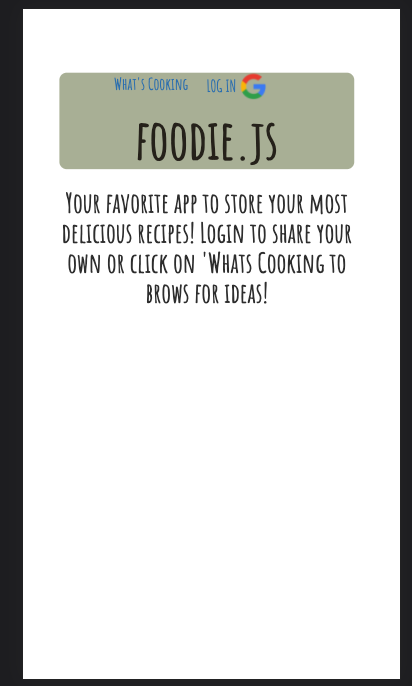 What's Cooking LOG IN
FOODIE.JS
Your favorite app to store your most
delicious recipes! Login to share your
own or click on 'Whats Cooking to
brows for ideas!